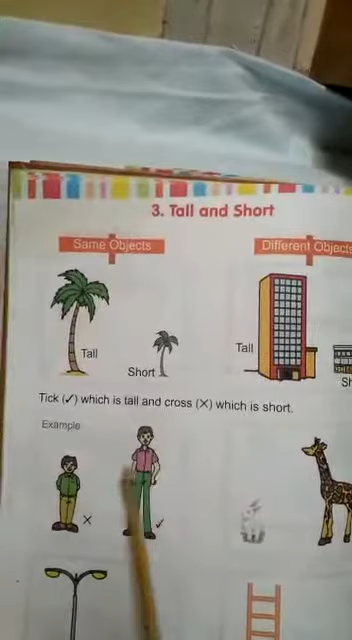 3. Tall and Short
Same Objects
Different Objects
Tall
Short
Tall
Tick (✓) which is tall and cross (✕) which is short.
Example
✕
✓